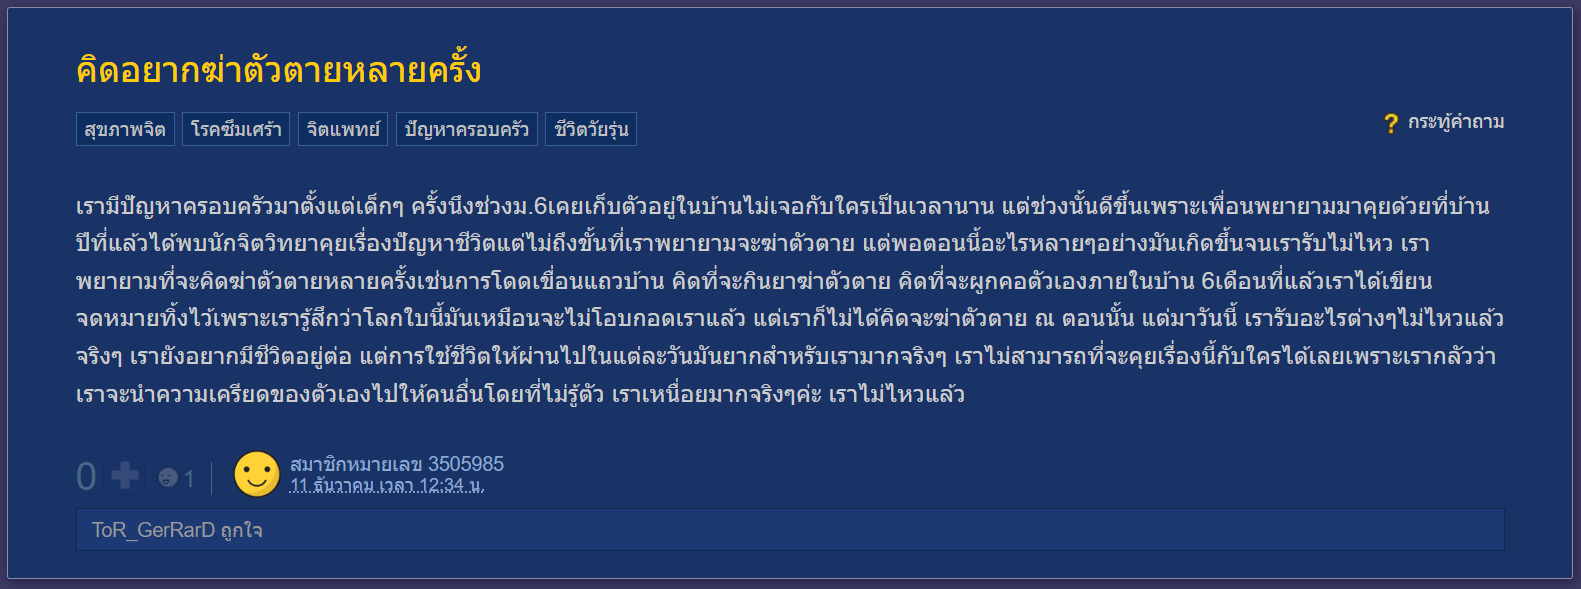 คิดอยากฆ่าตัวตายหลายครั้ง
สุขภาพจิต โรคซึมเศร้า จิตแพทย์ ปัญหาครอบครัว ชีวิตวัยรุ่น
? กระทู้คำถาม
เรามีปัญหาครอบครัวมาตั้งแต่เด็กๆ ครั้งนึงช่วงม.6เคยเก็บตัวอยู่ในบ้านไม่เจอกับใครเป็นเวลานาน แต่ช่วงนั้นดีขึ้นเพราะเพื่อนพยายามมาคุยด้วยที่บ้าน
ปีที่แล้วได้พบนักจิตวิทยาคุยเรื่องปัญหาชีวิตแต่ไม่ถึงขั้นที่เราพยายามจะฆ่าตัวตาย แต่พอตอนนี้อะไรหลายๆอย่างมันเกิดขึ้นจนเรารับไม่ไหว เรา
พยายามที่จะคิดฆ่าตัวตายหลายครั้งเช่นการโดดเขื่อนแถวบ้าน คิดที่จะกินยาฆ่าตัวตาย คิดที่จะผูกคอตัวเองภายในบ้าน 6เดือนที่แล้วเราได้เขียน
จดหมายทิ้งไว้เพราะเรารู้สึกว่าโลกใบนี้มันเหมือนจะไม่โอบกอดเราแล้ว แต่เราก็ไม่ได้คิดจะฆ่าตัวตาย ณ ตอนนั้น แต่มาวันนี้ เรารับอะไรต่างๆไม่ไหวแล้ว
จริงๆ เรายังอยากมีชีวิตอยู่ต่อ แต่การใช้ชีวิตให้ผ่านไปในแต่ละวันมันยากสำหรับเรามากจริงๆ เราไม่สามารถที่จะคุยเรื่องนี้กับใครได้เลยเพราะเรากลัวว่า
เราจะนำความเครียดของตัวเองไปให้คนอื่นโดยที่ไม่รู้ตัว เราเหนื่อยมากจริงๆค่ะ เราไม่ไหวแล้ว
0 1
สมาชิกหมายเลข 3505985
11 ธันวาคม เวลา 12:34 น.
ToR_GerRarD ถูกใจ